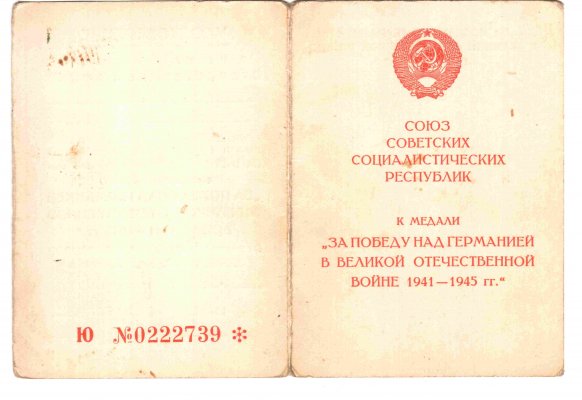 Ю №0222739 *
СОЮЗ
СОВЕТСКИХ
СОЦИАЛИСТИЧЕСКИХ
РЕСПУБЛИК
К МЕДАЛИ
„ЗА ПОБЕДУ НАД ГЕРМАНИЕЙ
В ВЕЛИКОЙ ОТЕЧЕСТВЕННОЙ
ВОЙНЕ 1941—1945 гг.“